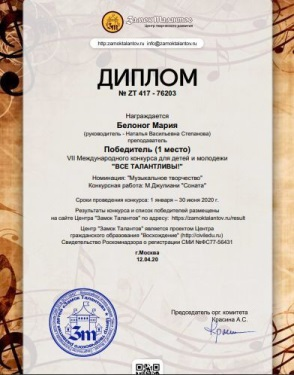 Замок Талантов
Центр творческого развития
http:zamoktalantov.ru info@zamoktalantov.ru
ДИПЛОМ
№ ZT 417 - 76203
Награждается
Белоног Мария
(руководитель - Наталья Васильевна Степанова)
преподаватель
Победитель (1 место)
VII Международного конкурса для детей и молодежи
"ВСЕ ТАЛАНТЛИВЫ!"
Номинация: "Музыкальное творчество"
Конкурсная работа: М.Джулиани "Соната"
Сроки проведения конкурса: 1 января – 30 июня 2020 г.
Результаты конкурса и список победителей размещены
на сайте Центра "Замок Талантов" по адресу: https://zamoktalantov.ru/result
Центр "Замок Талантов" является проектом Центра
гражданского образования "Восхождение" (http://civiledu.ru)
Свидетельство Роскомнадзора о регистрации СМИ №ФС77-56431
г.Москва
12.04.20
Председатель орг. комитета
Красина А.С.
Зт